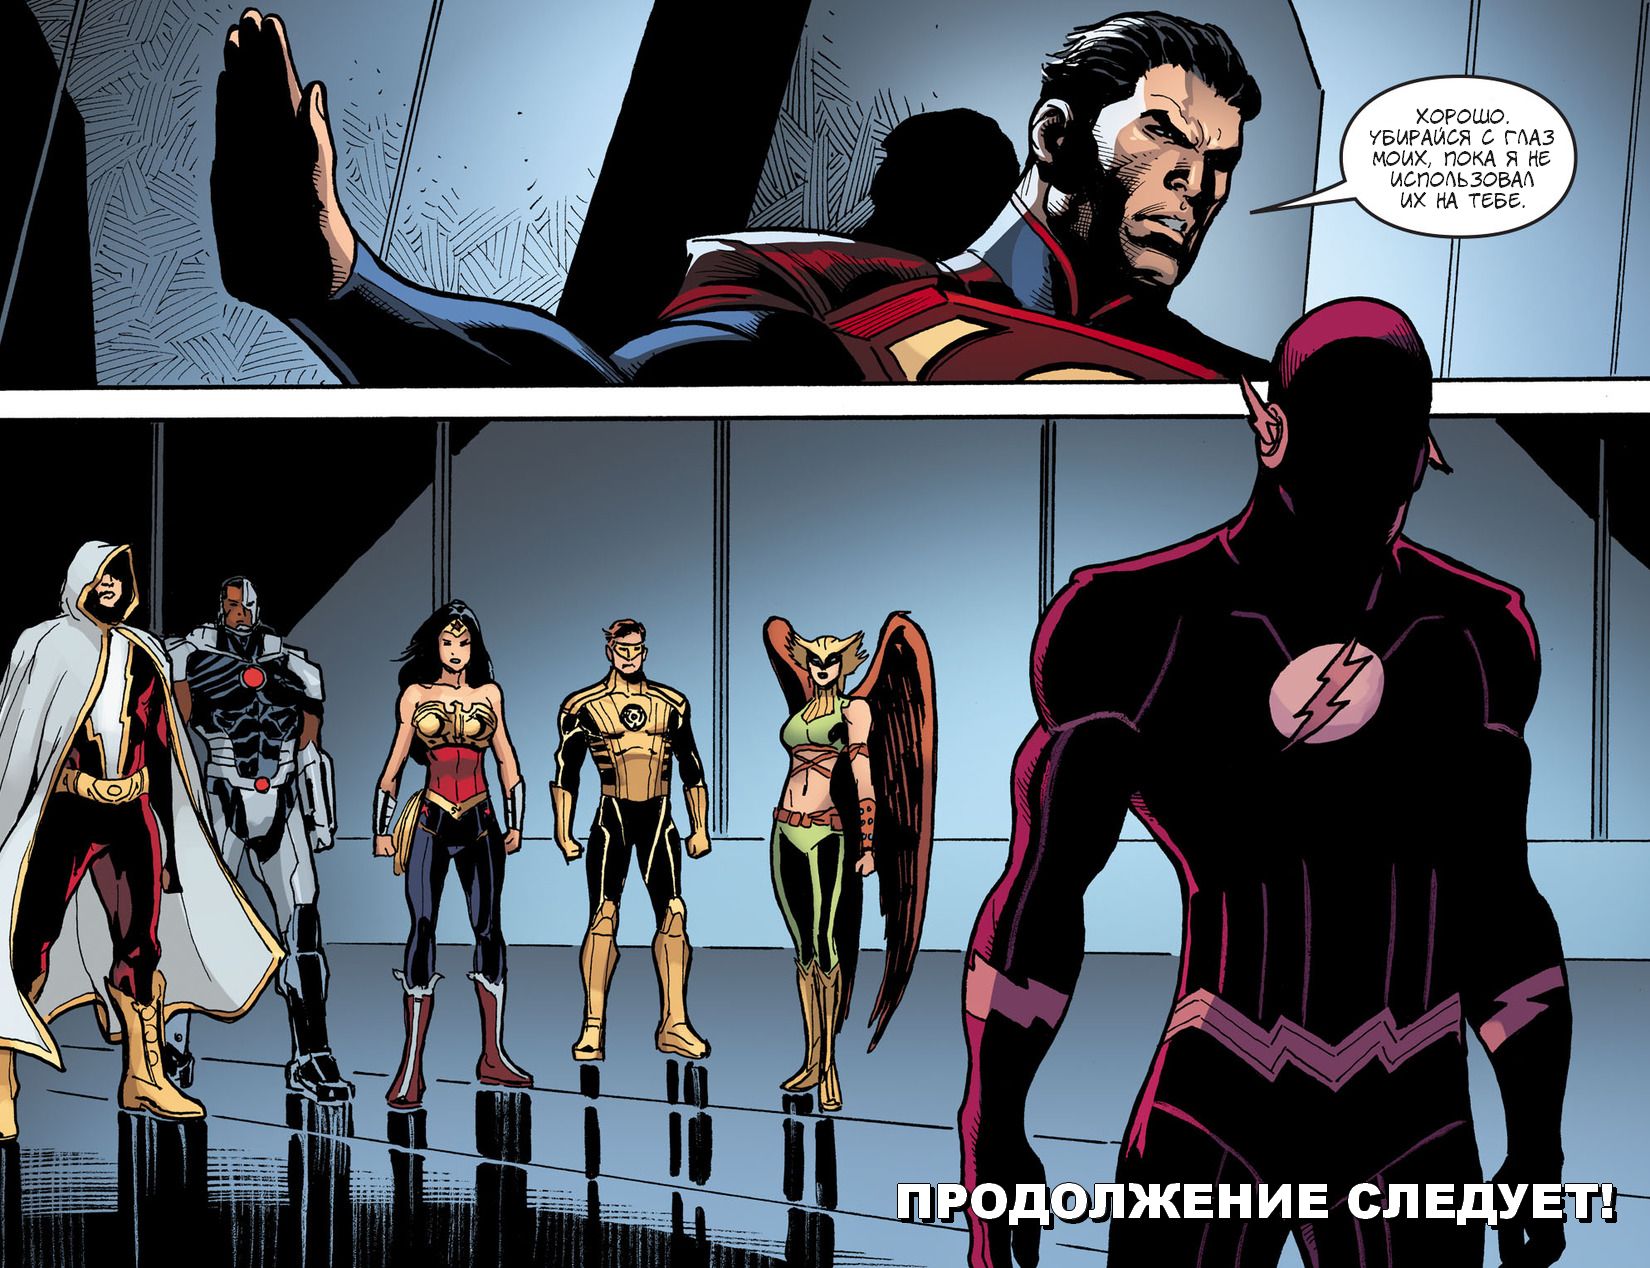 ХОРОШО.
УБИРАЙСЯ С ГЛАЗ
МОИХ, ПОКА Я НЕ
ИСПОЛЬЗОВАЛ
ИХ НА ТЕБЕ.
ПРОДОЛЖЕНИЕ СЛЕДУЕТ!